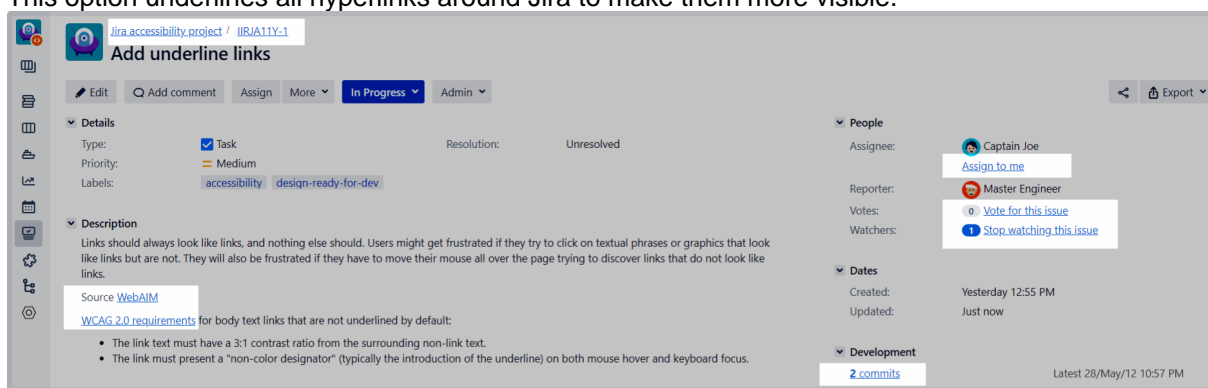 This option underlines all hyperlinks around Jira to make them more visible.
Jira accessibility project / IIRJA11Y-1
Add underline links
Edit Add comment Assign More In Progress Admin Export
Details
Type: Task Resolution: Unresolved
Priority: Medium
Labels: accessibility design-ready-for-dev
Description
Links should always look like links, and nothing else should. Users might get frustrated if they try to click on textual phrases or graphics that look
like links but are not. They will also be frustrated if they have to move their mouse all over the page trying to discover links that do not look like
links.
Source WebAIM
WCAG 2.0 requirements for body text links that are not underlined by default:
• The link text must have a 3:1 contrast ratio from the surrounding non-link text.
• The link must present a "non-color designator" (typically the introduction of the underline) on both mouse hover and keyboard focus.
People
Assignee: Captain Joe
Assign to me
Reporter: Master Engineer
Votes: 0 Vote for this issue
Watchers: 1 Stop watching this issue
Dates
Created: Yesterday 12:55 PM
Updated: Just now
Development
2 commits Latest 28/May/12 10:57 PM